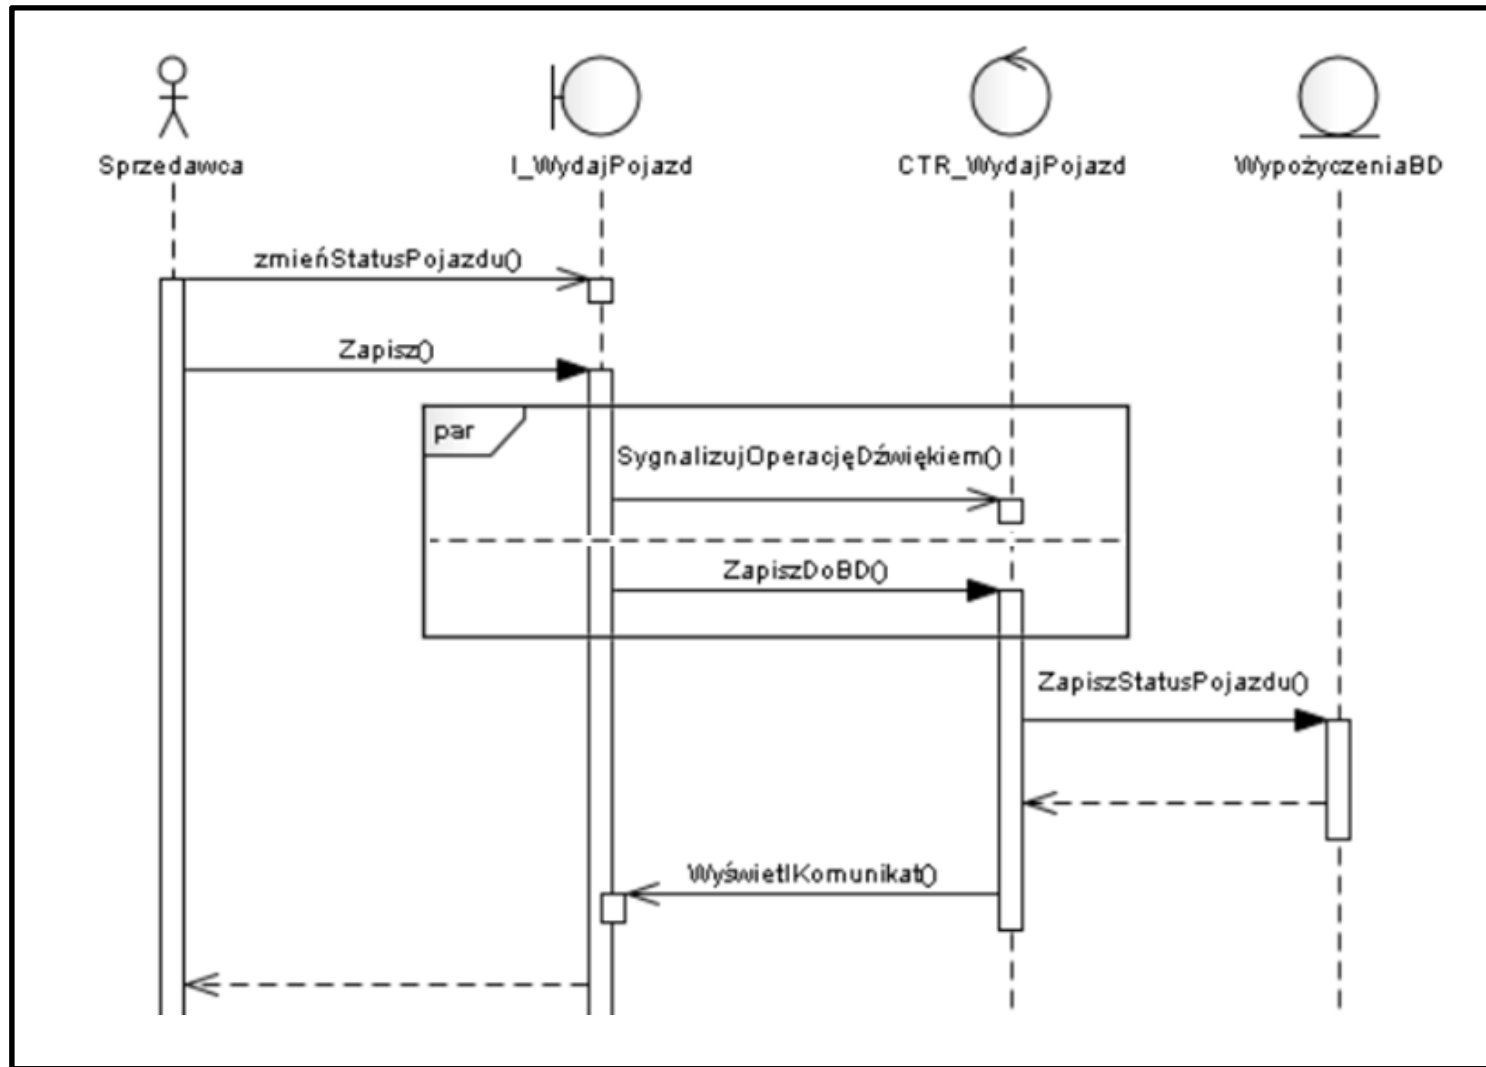 Sprzedawca
I_WydajPojazd
CTR_WydajPojazd
WypożyczeniaBD
zmieńStatusPojazdu()
Zapisz()
par
SygnalizujOperacjęDźwiękiem()
ZapiszDoBD()
ZapiszStatusPojazdu()
WyświetlKomunikat()